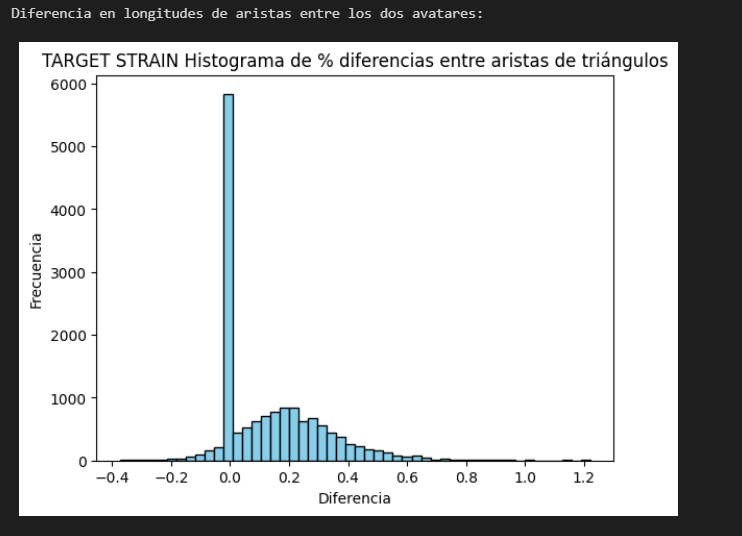 Diferencia en longitudes de aristas entre los dos avatares:
TARGET STRAIN Histograma de % diferencias entre aristas de triángulos
6000
5000
4000
3000
2000
1000
0
Frecuencia
−0.4 −0.2 0.0 0.2 0.4 0.6 0.8 1.0 1.2
Diferencia